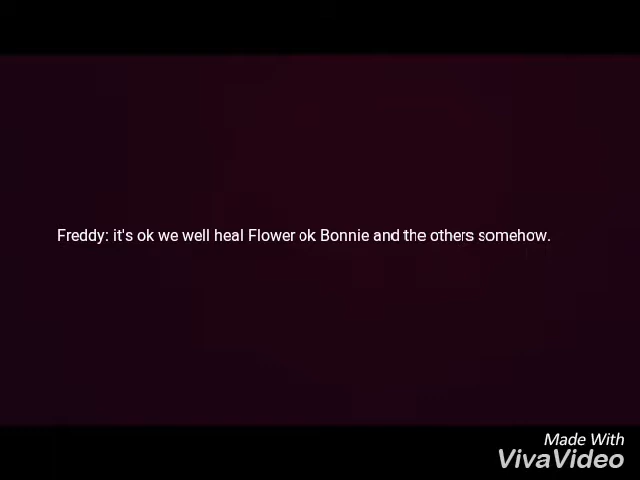 Freddy: it's ok we well heal Flower ok Bonnie and the others somehow.
Made With
VivaVideo